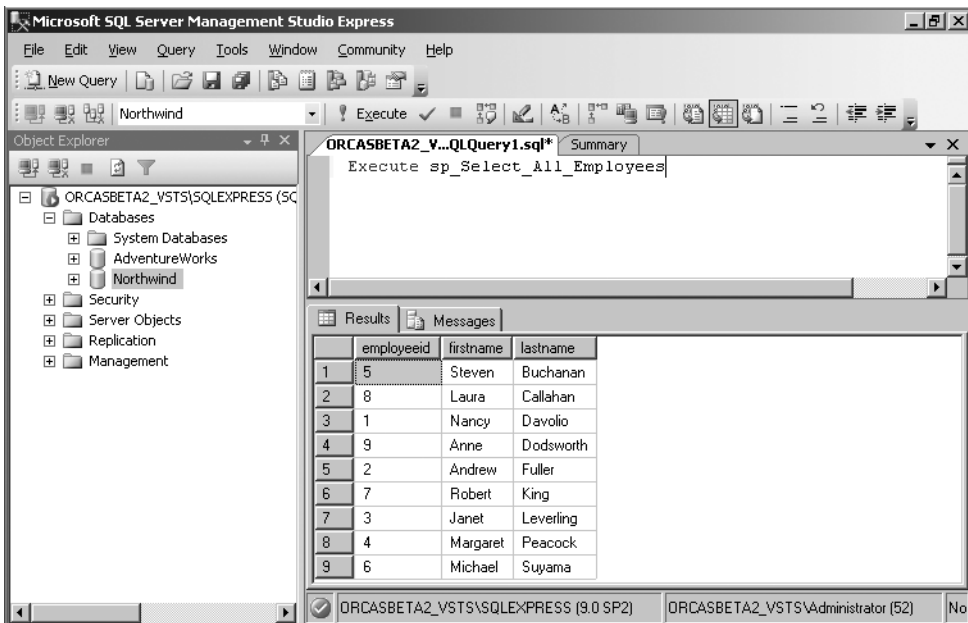 Microsoft SQL Server Management Studio Express
File Edit View Query Tools Window Community Help
New Query
Northwind Execute
Object Explorer
ORCASBETA2_V...QLQuery1.sql* Summary
Execute sp_Select_All_Employees
ORCASBETA2_VSTS\SQLEXPRESS (SQ
Databases
System Databases
AdventureWorks
Northwind
Security
Server Objects
Replication
Management
Results Messages
employeeid firstname lastname
1 5 Steven Buchanan
2 8 Laura Callahan
3 1 Nancy Davolio
4 9 Anne Dodsworth
5 2 Andrew Fuller
6 7 Robert King
7 3 Janet Leverling
8 4 Margaret Peacock
9 6 Michael Suyama
ORCASBETA2_VSTS\SQLEXPRESS (9.0 SP2) ORCASBETA2_VSTS\Administrator (52) No